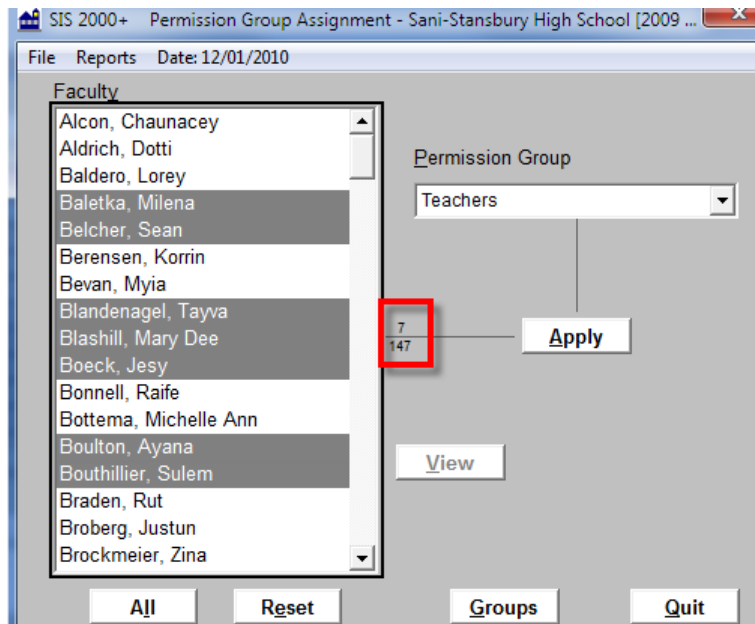 SIS 2000+ Permission Group Assignment - Sani-Stansbury High School [2009 ...
File Reports Date: 12/01/2010
Faculty
Alcon, Chaunacey
Aldrich, Dotti
Baldero, Lorey
Baletka, Milena
Belcher, Sean
Berensen, Korrin
Bevan, Myia
Blandenagel, Tayva
Blashill, Mary Dee
Boeck, Jesy
Bonnell, Raife
Bottema, Michelle Ann
Boulton, Ayana
Bouthillier, Sulem
Braden, Rut
Broberg, Justun
Brockmeier, Zina
Permission Group
Teachers
7
147
Apply
View
All Reset Groups Quit